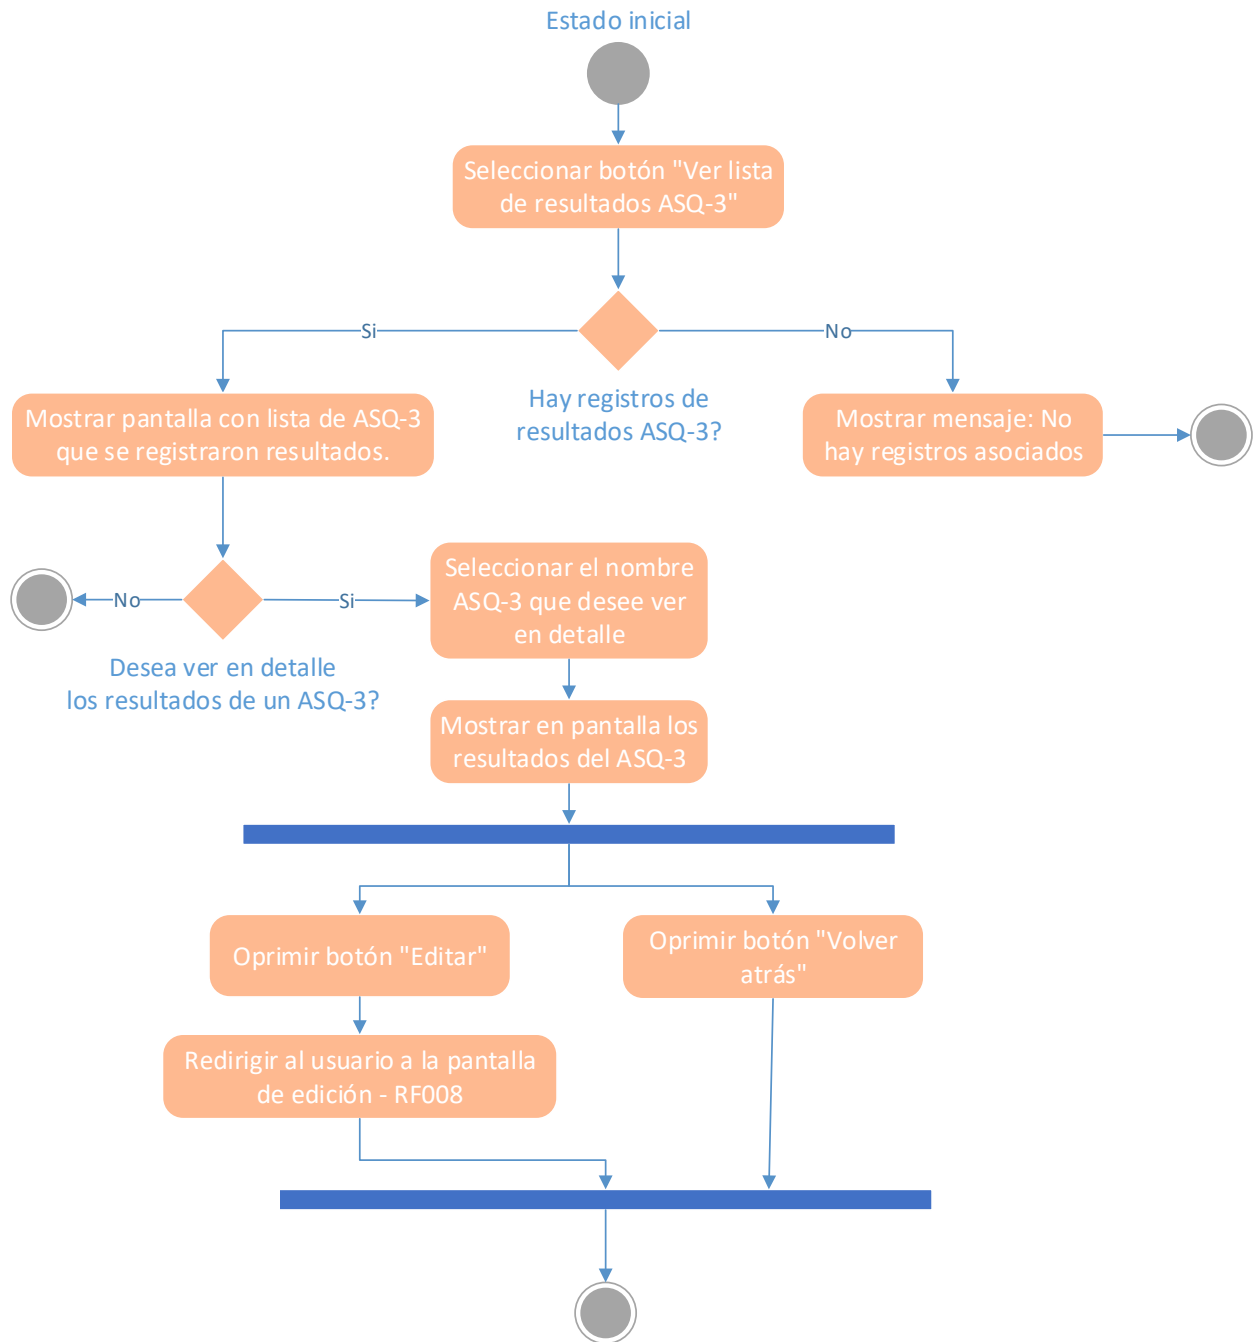 Estado inicial
Seleccionar botón "Ver lista
de resultados ASQ-3"
Si
No
Hay registros de
resultados ASQ-3?
Mostrar pantalla con lista de ASQ-3
que se registraron resultados.
Mostrar mensaje: No
hay registros asociados
No
Si
Seleccionar el nombre
ASQ-3 que desee ver
en detalle
Desea ver en detalle
los resultados de un ASQ-3?
Mostrar en pantalla los
resultados del ASQ-3
Oprimir botón "Editar"
Oprimir botón "Volver
atrás"
Redirigir al usuario a la pantalla
de edición - RF008